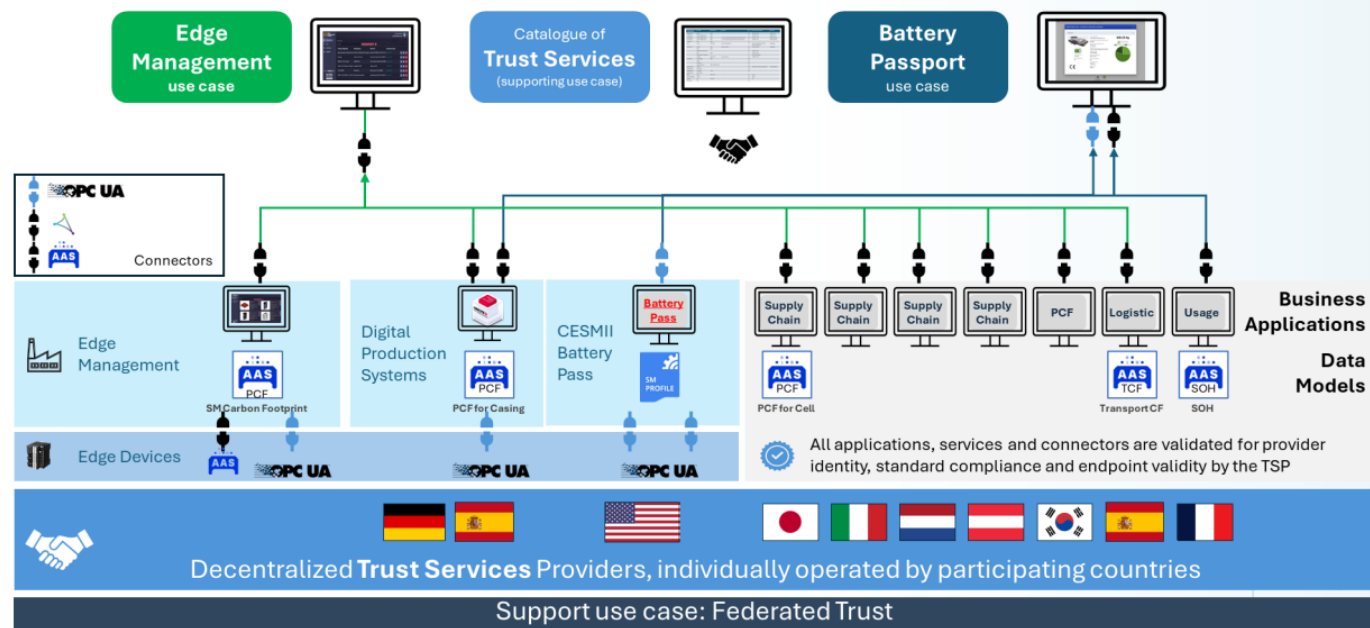 Edge
Management
use case
Catalogue of
Trust Services
(supporting use case)
Battery
Passport
use case
OPC UA
AAS
Connectors
Edge
Management
AAS
PCF
SM Carbon Footprint
Digital
Production
Systems
AAS
PCF
PCF for Casing
CESMII
Battery
Pass
Battery
Pass
SM
PROFILE
Supply
Chain
Supply
Chain
Supply
Chain
Supply
Chain
PCF
Logistic
Usage
Business
Applications
AAS
PCF
PCF for Cell
AAS
TCF
Transport CF
AAS
SOH
SOH
Data
Models
Edge Devices
AAS
OPC UA
OPC UA
OPC UA
All applications, services and connectors are validated for provider
identity, standard compliance and endpoint validity by the TSP
Decentralized Trust Services Providers, individually operated by participating countries
Support use case: Federated Trust